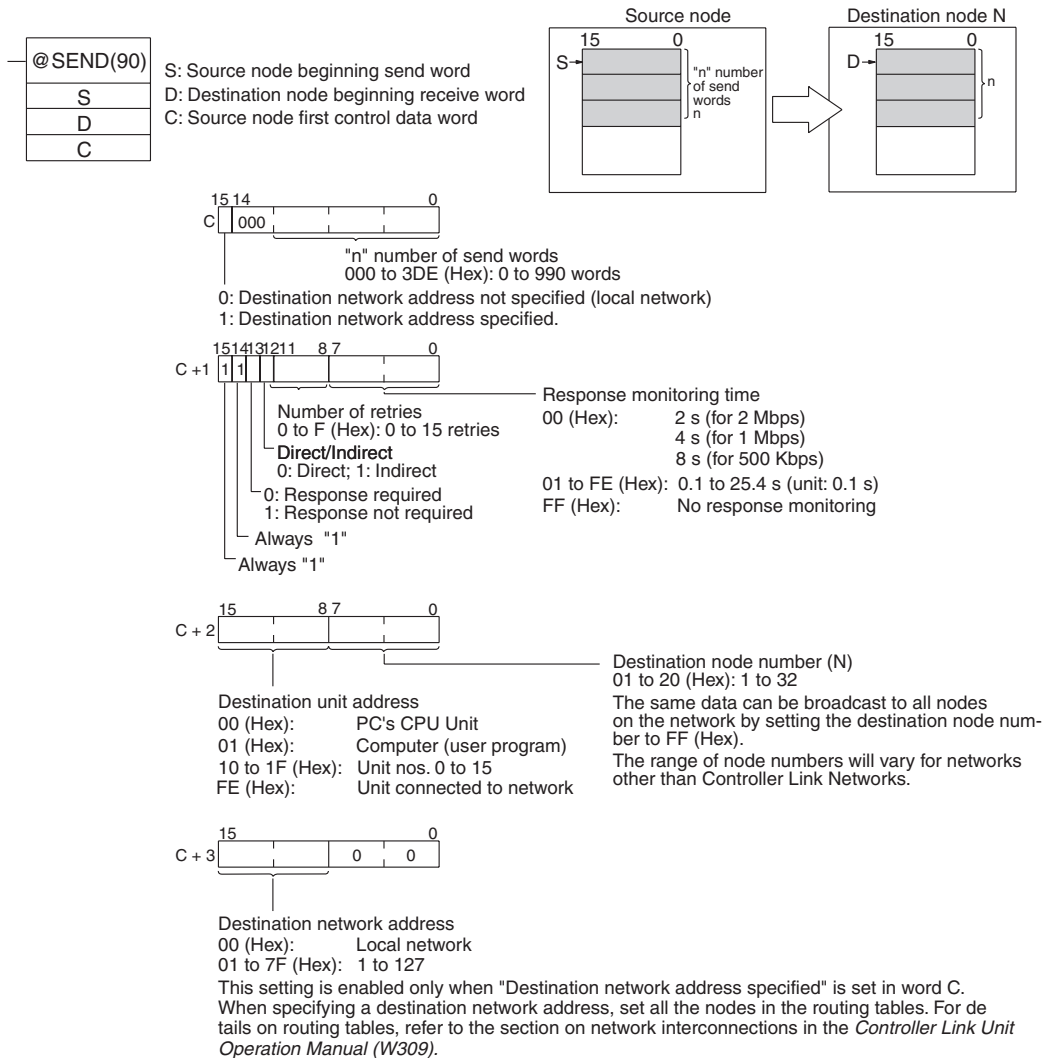 Source node
Destination node N
@SEND(90)
S
D
C
S: Source node beginning send word
D: Destination node beginning receive word
C: Source node first control data word
15 0
S
"n" number
of send
words
n
15 0
D
n
15 14 0
C 000
"n" number of send words
000 to 3DE (Hex): 0 to 990 words
0: Destination network address not specified (local network)
1: Destination network address specified.
15 14 13 12 11 8 7 0
C +1 1 1
Number of retries
0 to F (Hex): 0 to 15 retries
Direct/Indirect
0: Direct; 1: Indirect
0: Response required
1: Response not required
Always "1"
Always "1"
Response monitoring time
00 (Hex): 2 s (for 2 Mbps)
4 s (for 1 Mbps)
8 s (for 500 Kbps)
01 to FE (Hex): 0.1 to 25.4 s (unit: 0.1 s)
FF (Hex): No response monitoring
15 8 7 0
C + 2
Destination unit address
00 (Hex): PC's CPU Unit
01 (Hex): Computer (user program)
10 to 1F (Hex): Unit nos. 0 to 15
FE (Hex): Unit connected to network
Destination node number (N)
01 to 20 (Hex): 1 to 32
The same data can be broadcast to all nodes
on the network by setting the destination node num-
ber to FF (Hex).
The range of node numbers will vary for networks
other than Controller Link Networks.
15 0
C + 3 0 0
Destination network address
00 (Hex): Local network
01 to 7F (Hex): 1 to 127
This setting is enabled only when "Destination network address specified" is set in word C.
When specifying a destination network address, set all the nodes in the routing tables. For de
tails on routing tables, refer to the section on network interconnections in the Controller Link Unit
Operation Manual (W309).